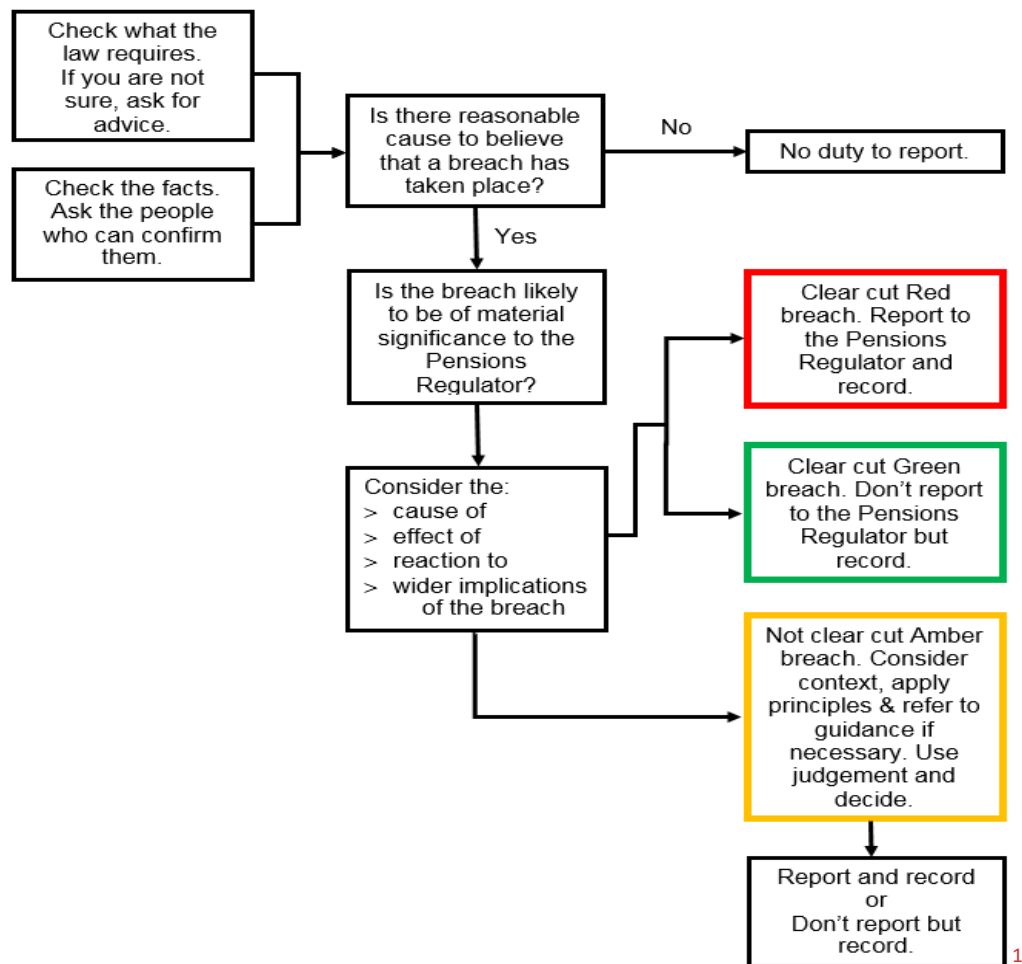 Check what the
law requires.
If you are not
sure, ask for
advice.
Check the facts.
Ask the people
who can confirm
them.
Is there reasonable
cause to believe
that a breach has
taken place?
No
No duty to report.
Yes
Is the breach likely
to be of material
significance to the
Pensions
Regulator?
Clear cut Red
breach. Report to
the Pensions
Regulator and
record.
Clear cut Green
breach. Don’t report
to the Pensions
Regulator but
record.
Consider the:
> cause of
> effect of
> reaction to
> wider implications
of the breach
Not clear cut Amber
breach. Consider
context, apply
principles & refer to
guidance if
necessary. Use
judgement and
decide.
Report and record
or
Don’t report but
record.
1